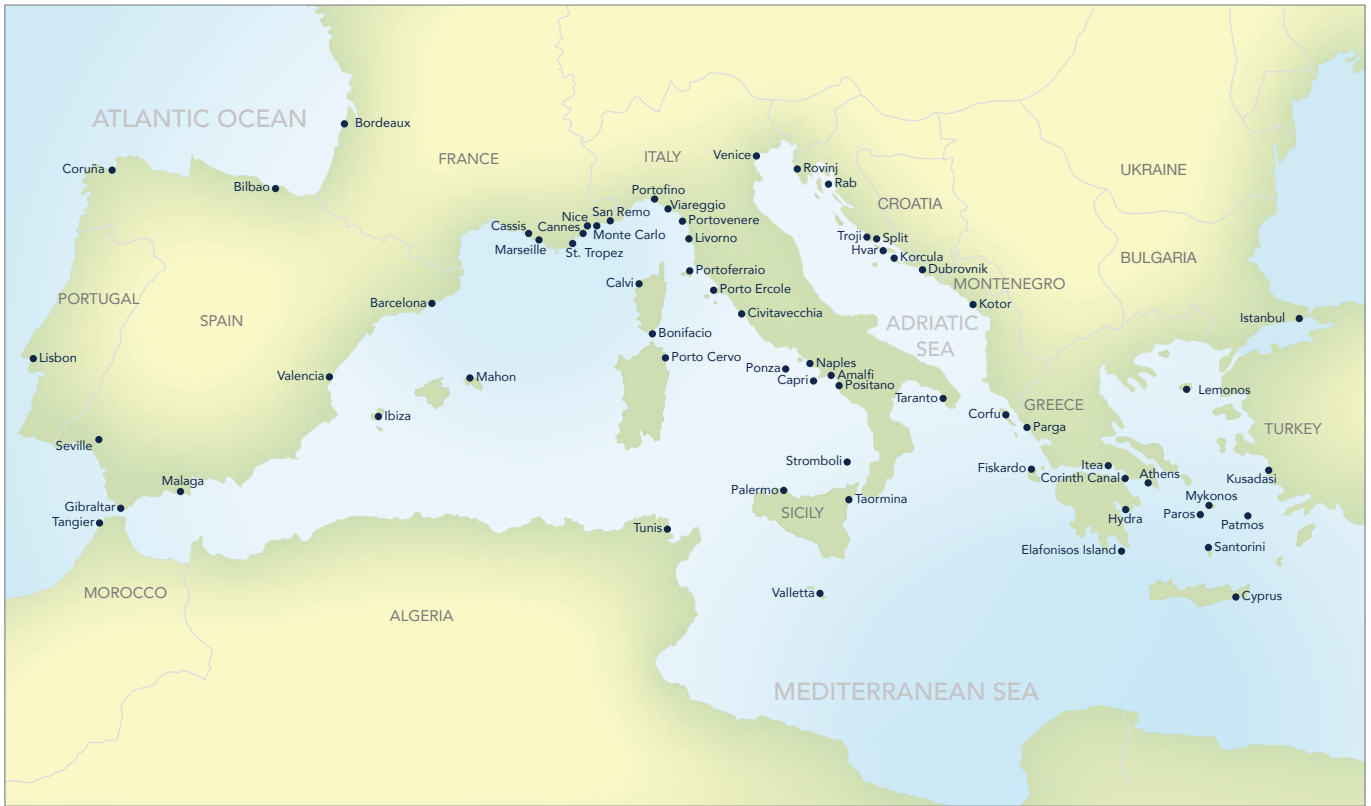 ATLANTIC OCEAN
Bordeaux
FRANCE
ITALY
Venice
Rovinj
UKRAINE
Coruña
Bilbao
Rab
Portofino
CROATIA
Viareggio
Nice
San Remo
Portovenere
Cassis
Cannes
Monte Carlo
Livorno
Troji
Split
Marseille
St. Tropez
Hvar
Korcula
BULGARIA
Portoferraio
Dubrovnik
Calvi
Porto Ercole
MONTENEGRO
PORTUGAL
Barcelona
Kotor
SPAIN
Civitavecchia
ADRIATIC
SEA
Istanbul
Bonifacio
Lisbon
Porto Cervo
Naples
Ponza
Valencia
Mahon
Amalfi
Capri
Positano
Lemonos
Taranto
GREECE
Ibiza
Corfu
Parga
TURKEY
Seville
Stromboli
Fiskardo
Itea
Athens
Corinth Canal
Kusadasi
Malaga
Palermo
Taormina
Mykonos
Gibraltar
SICILY
Paros
Patmos
Tangier
Hydra
Tunis
Elafonisos Island
Santorini
MOROCCO
Valletta
Cyprus
ALGERIA
MEDITERRANEAN SEA